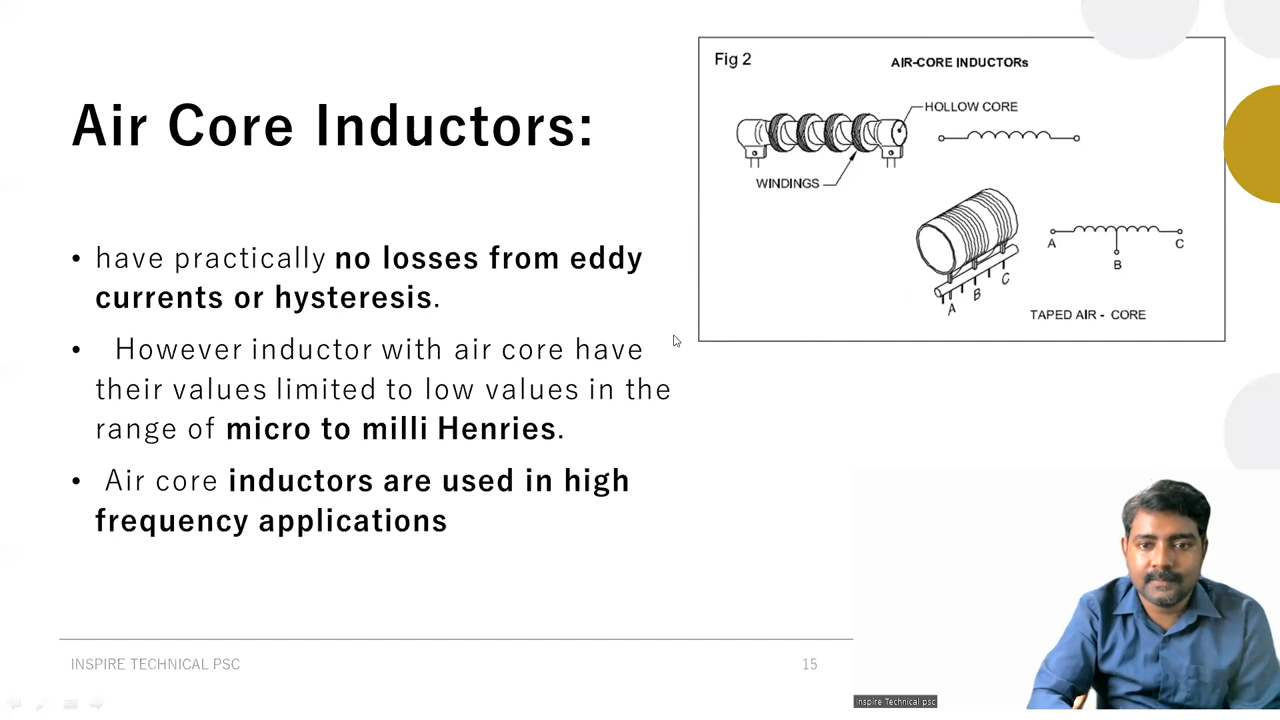 Air Core Inductors:
• have practically no losses from eddy
currents or hysteresis.
• However inductor with air core have
their values limited to low values in the
range of micro to milli Henries.
• Air core inductors are used in high
frequency applications
Fig 2
AIR-CORE INDUCTORs
HOLLOW CORE
WINDINGS
A
B
C
A
B
C
TAPED AIR - CORE
INSPIRE TECHNICAL PSC
15
Inspire Technical psc